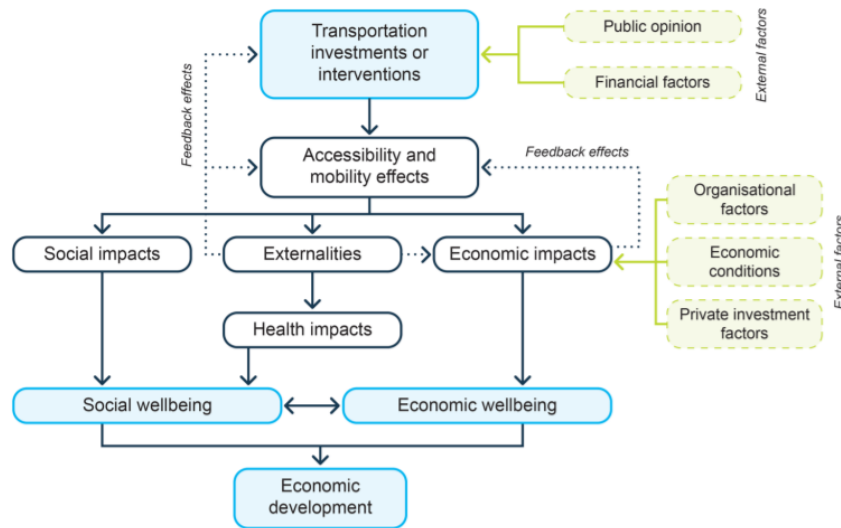 Transportation
investments or
interventions
Public opinion
Financial factors
External factors
Feedback effects
Accessibility and
mobility effects
Feedback effects
Organisational
factors
Social impacts
Externalities
Economic impacts
Economic
conditions
External factors
Private investment
factors
Health impacts
Social wellbeing
Economic wellbeing
Economic
development